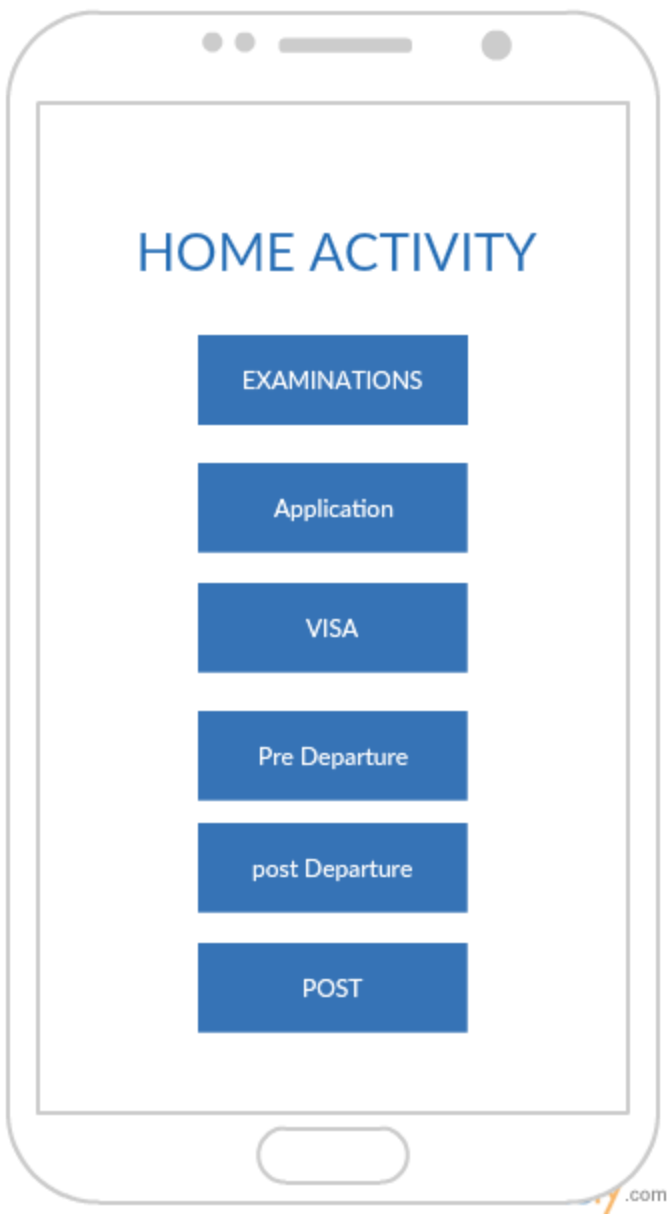 HOME ACTIVITY
EXAMINATIONS
Application
VISA
Pre Departure
post Departure
POST
.com